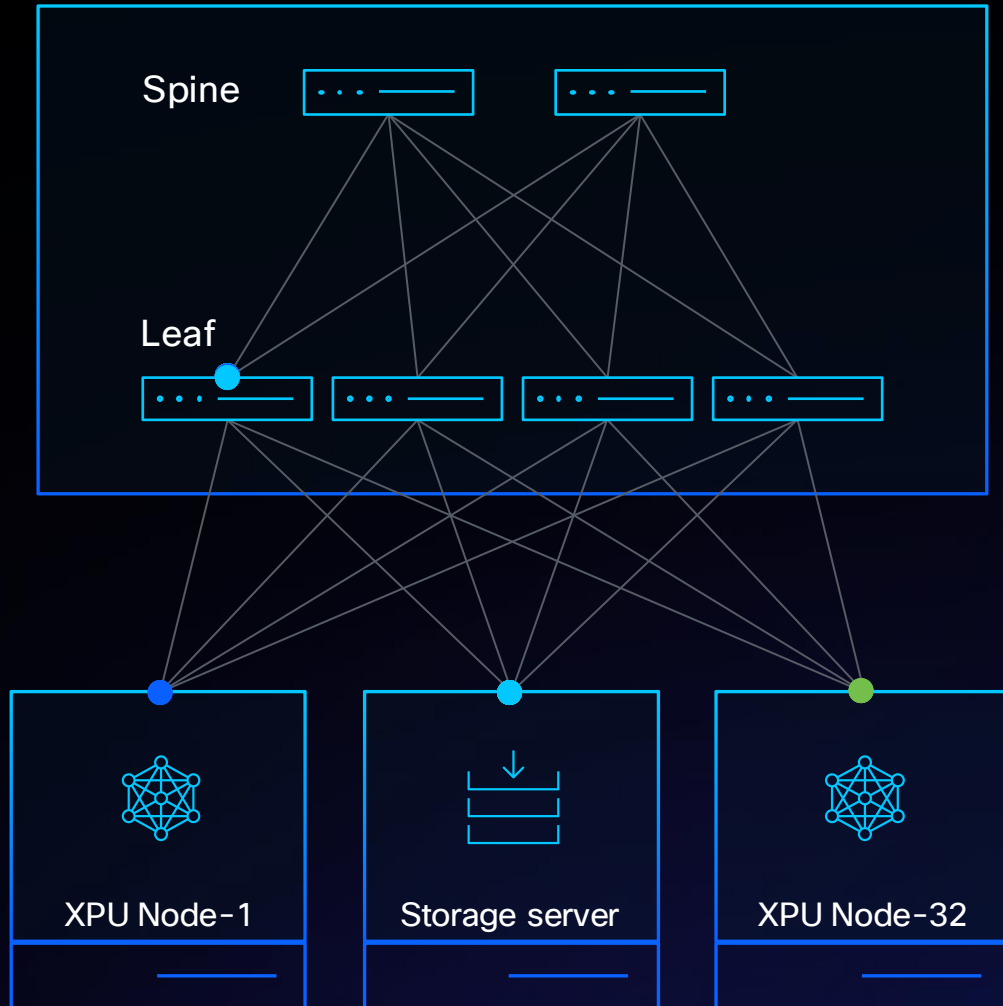 Spine
Leaf
XPU Node-1
Storage server
XPU Node-32